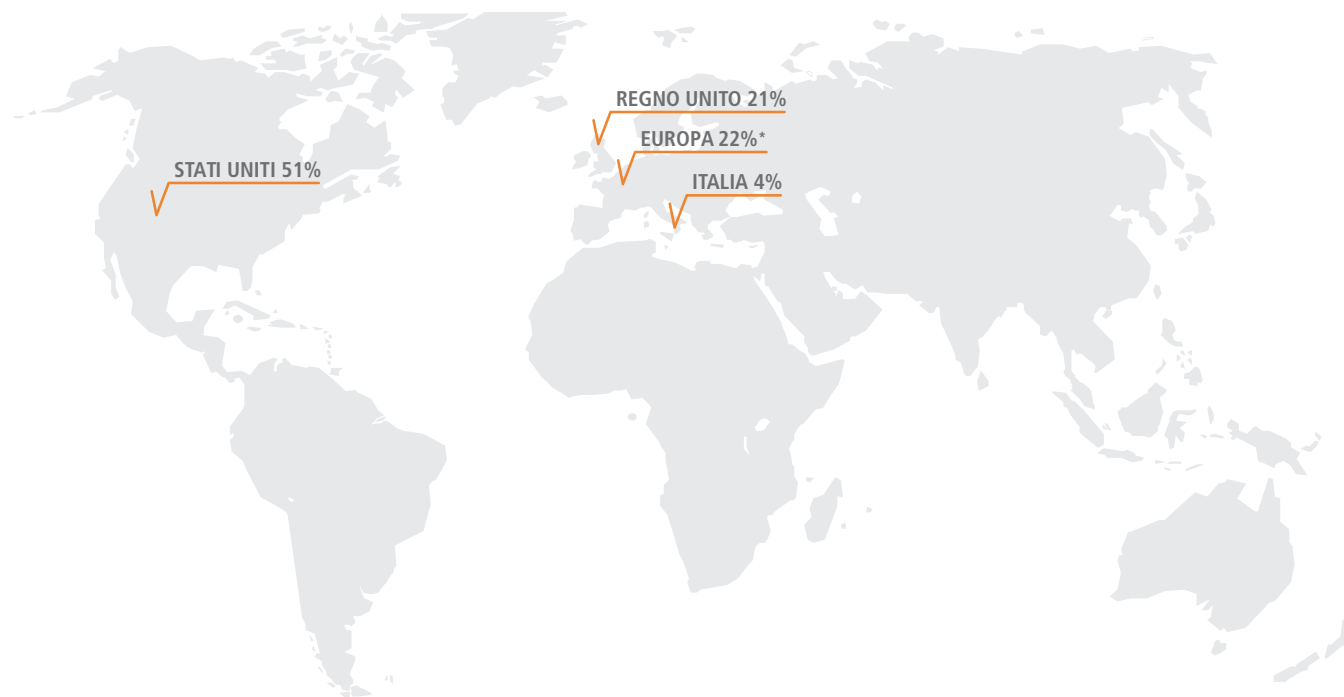 REGNO UNITO 21%
EUROPA 22%*
STATI UNITI 51%
ITALIA 4%